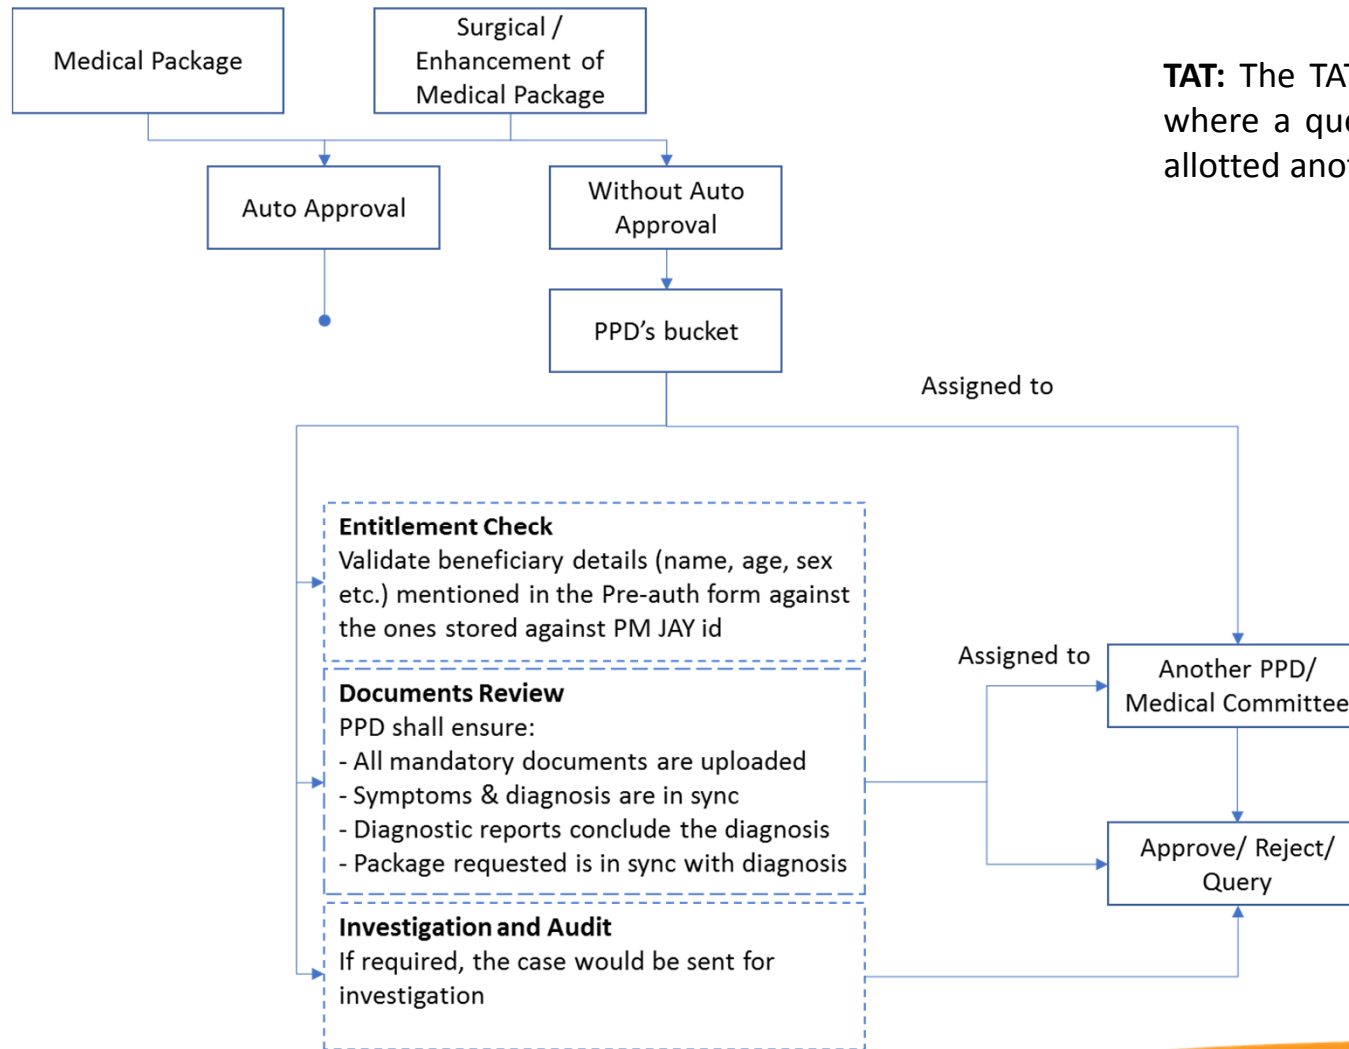 Medical Package
Surgical /
Enhancement of
Medical Package
TAT: The TAT
where a que
allotted anot
Auto Approval
Without Auto
Approval
PPD’s bucket
Assigned to
Entitlement Check
Validate beneficiary details (name, age, sex
etc.) mentioned in the Pre-auth form against
the ones stored against PM JAY id
Documents Review
PPD shall ensure:
- All mandatory documents are uploaded
- Symptoms & diagnosis are in sync
- Diagnostic reports conclude the diagnosis
- Package requested is in sync with diagnosis
Investigation and Audit
If required, the case would be sent for
investigation
Assigned to
Another PPD/
Medical Committee
Approve/ Reject/
Query